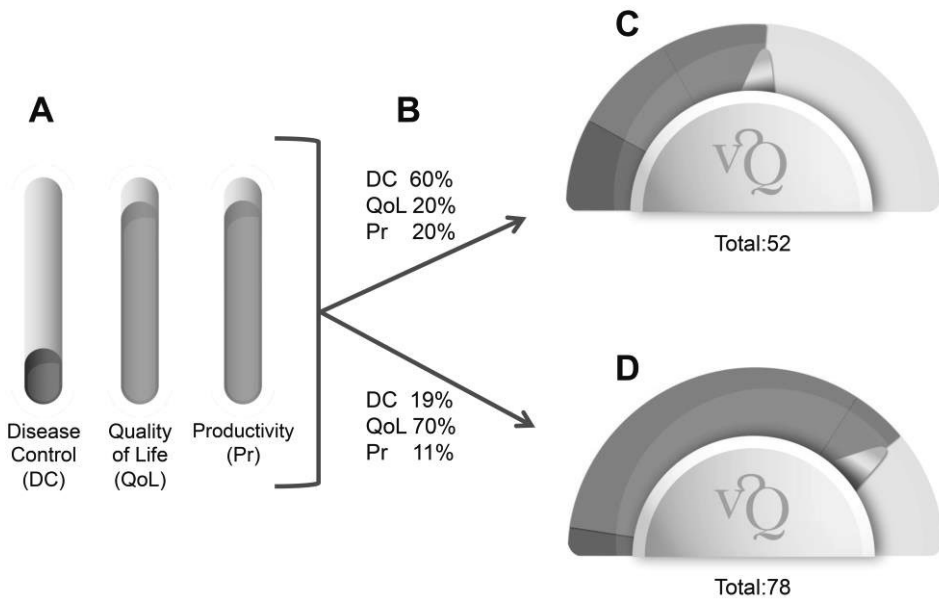 A
Disease
Control
(DC)
Quality
of Life
(QoL)
Productivity
(Pr)
B
DC 60%
QoL 20%
Pr 20%
DC 19%
QoL 70%
Pr 11%
C
VQ
Total:52
D
VQ
Total:78